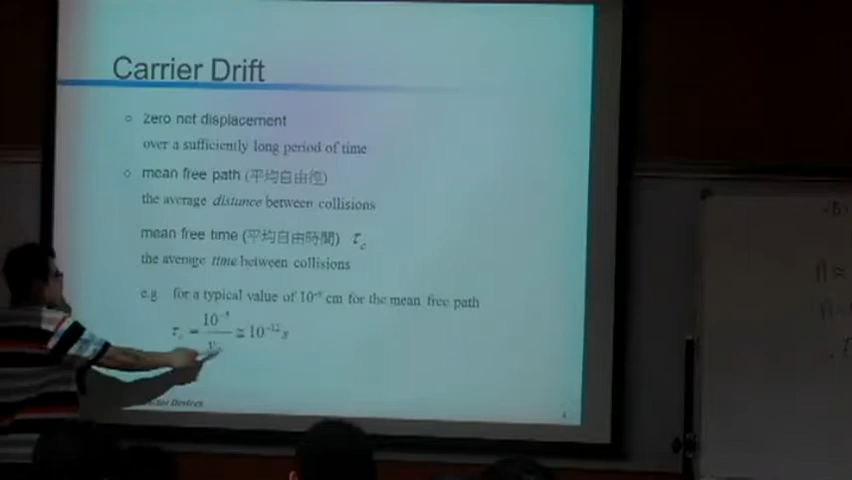 Carrier Drift
○ Zero net displacement
over a sufficiently long period of time
○ mean free path (平均自由徑)
the average distance between collisions
mean free time (平均自由時間) τc
the average time between collisions
e.g for a typical value of 10⁻⁵ cm for the mean free path
τc = 10⁻⁵ / v ≅ 10⁻¹² s
Devices
4